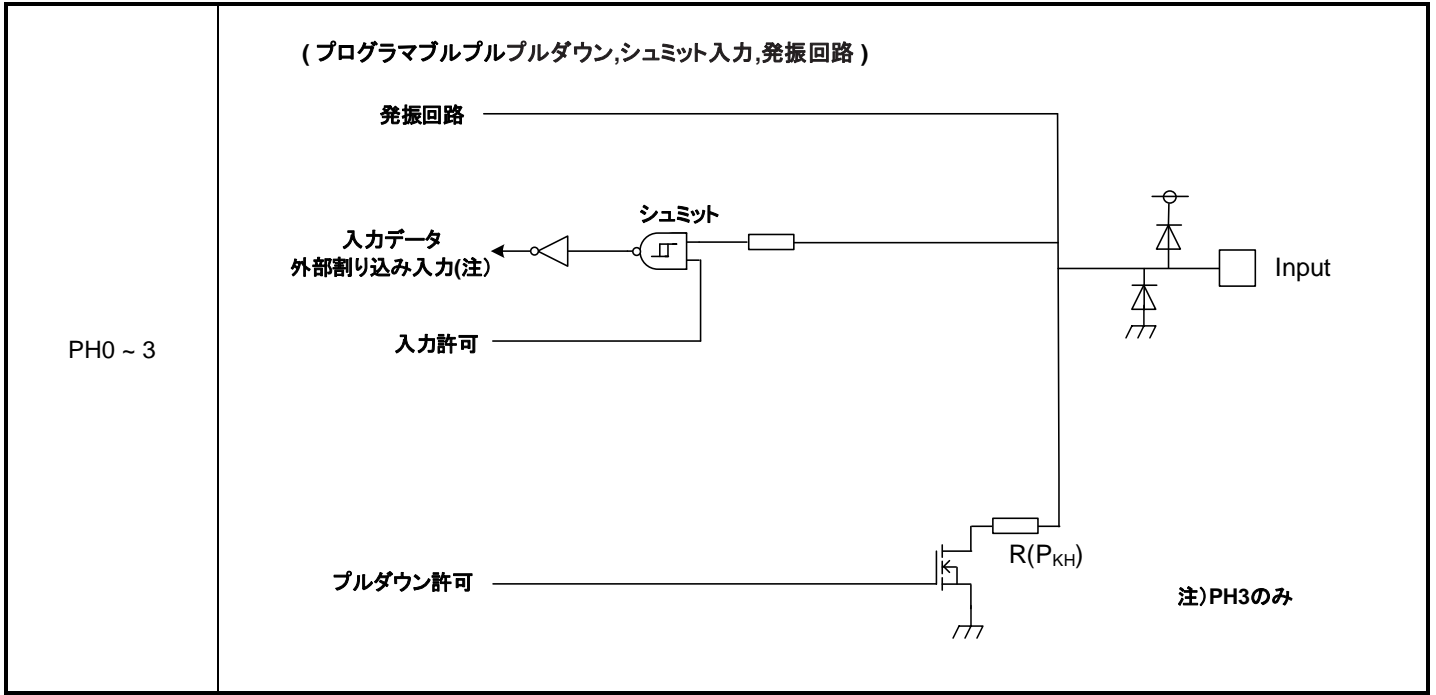 ( プログラマブルプルプルダウン,シュミット入力,発振回路 )
発振回路
シュミット
入力データ
外部割り込み入力(注)
Input
入力許可
PH0 ~ 3
R(PKH)
プルダウン許可
注)PH3のみ